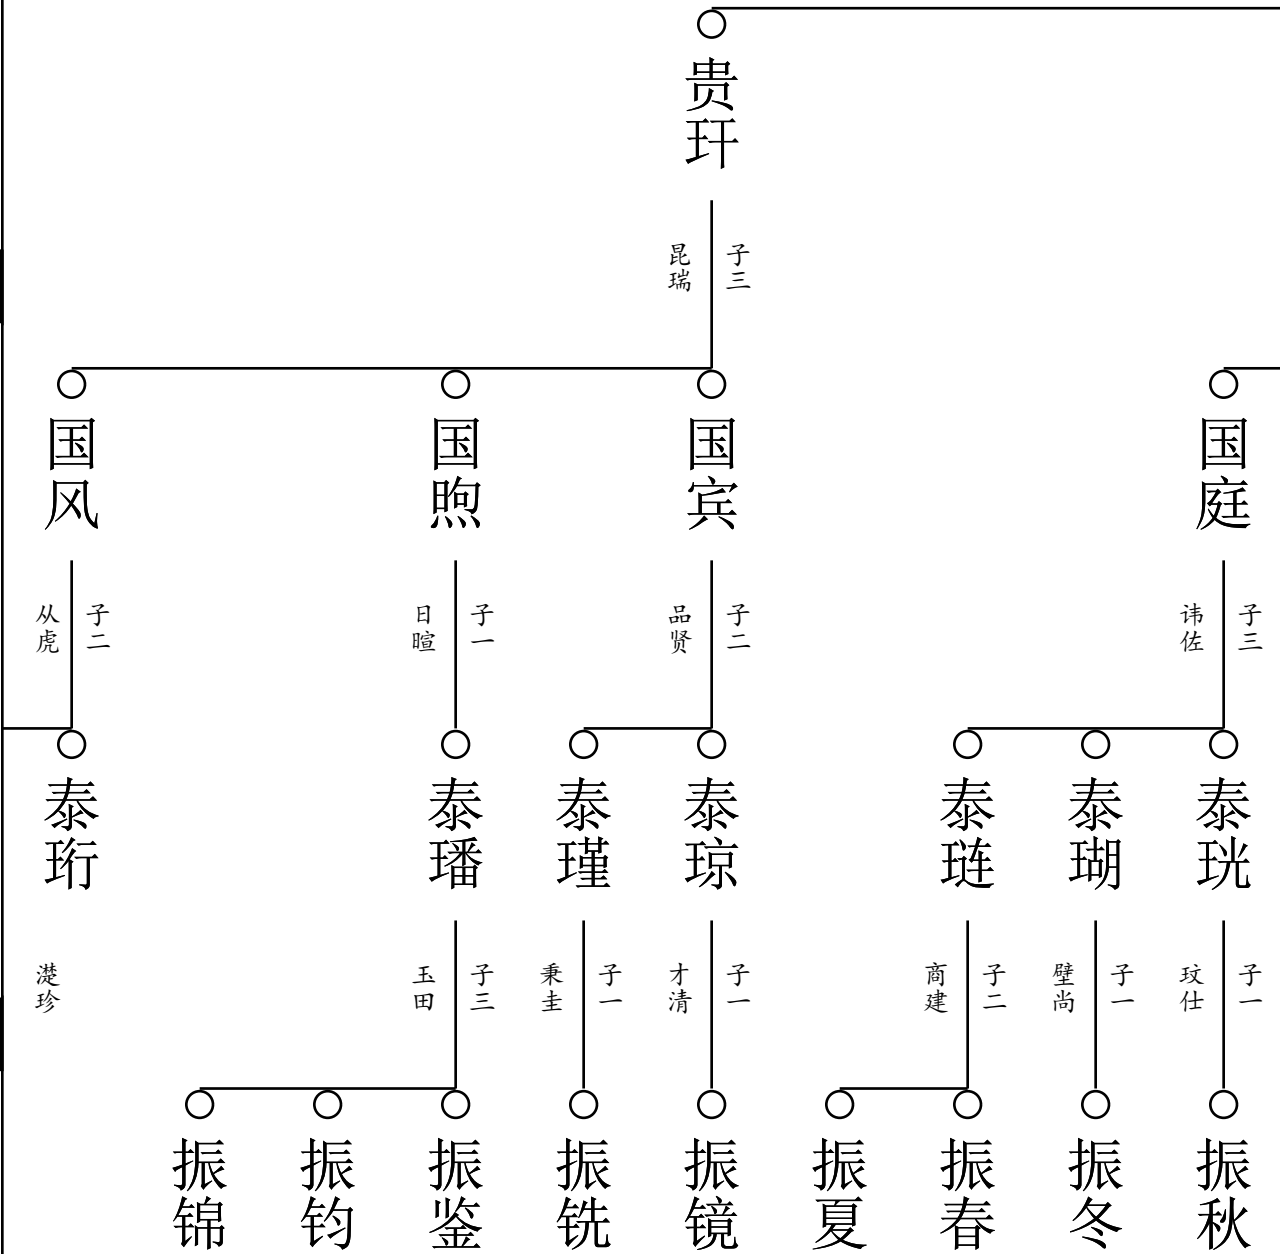 贵玕
子三
昆瑞
国庭
国宾
国煦
国风
子三
讳佐
子二
品贤
子一
日暄
子二
从虎
泰珖
泰瑚
泰琏
泰琼
泰瑾
泰璠
泰珩
子一
玟仕
子一
壁尚
子二
商建
子一
才清
子一
秉圭
子三
玉田
濋珍
振秋
振冬
振春
振夏
振镜
振铣
振鉴
振钧
振锦